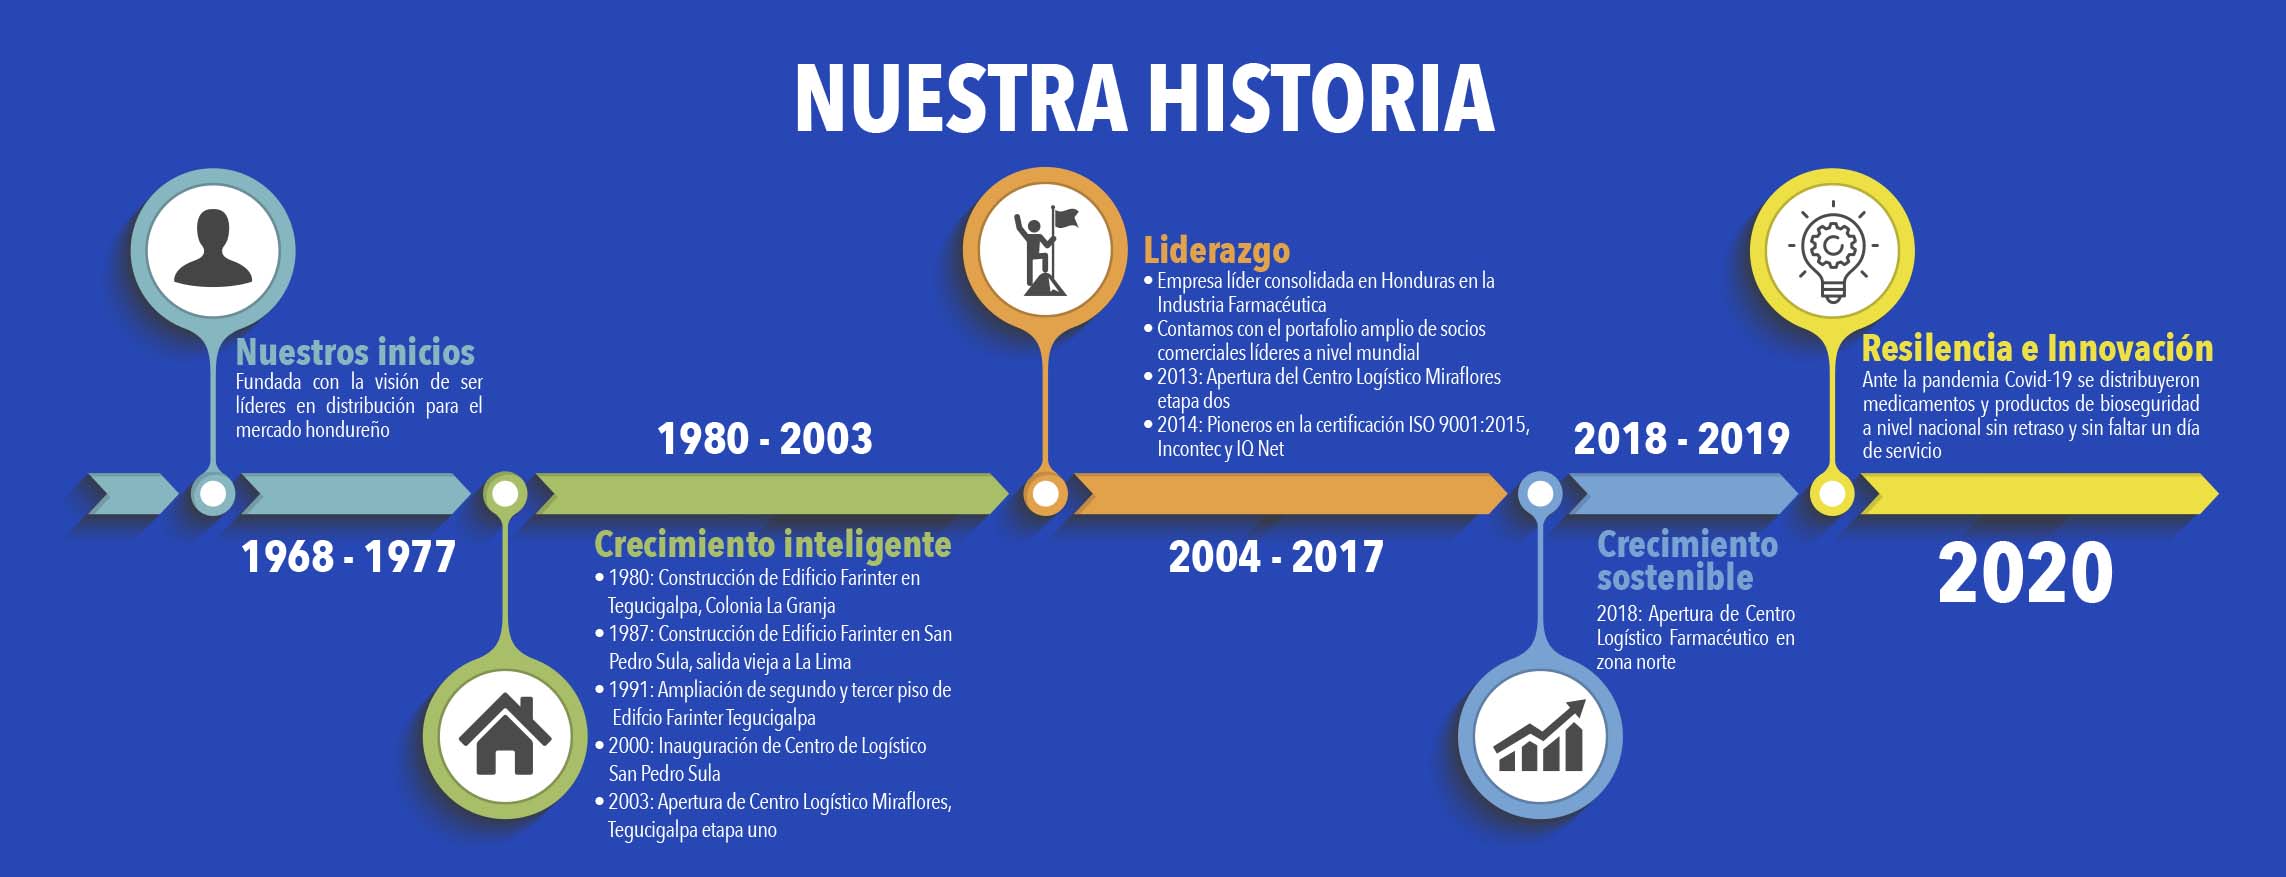 NUESTRA HISTORIA
Nuestros inicios
Fundada con la visión de ser
líderes en distribución para el
mercado hondureño
1968 - 1977
1980 - 2003
Crecimiento inteligente
• 1980: Construcción de Edificio Farinter en
Tegucigalpa, Colonia La Granja
• 1987: Construcción de Edificio Farinter en San
Pedro Sula, salida vieja a La Lima
• 1991: Ampliación de segundo y tercer piso de
Edifcio Farinter Tegucigalpa
• 2000: Inauguración de Centro de Logístico
San Pedro Sula
• 2003: Apertura de Centro Logístico Miraflores,
Tegucigalpa etapa uno
Liderazgo
• Empresa líder consolidada en Honduras en la
Industria Farmacéutica
• Contamos con el portafolio amplio de socios
comerciales líderes a nivel mundial
• 2013: Apertura del Centro Logístico Miraflores
etapa dos
• 2014: Pioneros en la certificación ISO 9001:2015,
Incontec y IQ Net
2004 - 2017
2018 - 2019
Crecimiento
sostenible
2018: Apertura de Centro
Logístico Farmacéutico en
zona norte
Resilencia e Innovación
Ante la pandemia Covid-19 se distribuyeron
medicamentos y productos de bioseguridad
a nivel nacional sin retraso y sin faltar un día
de servicio
2020